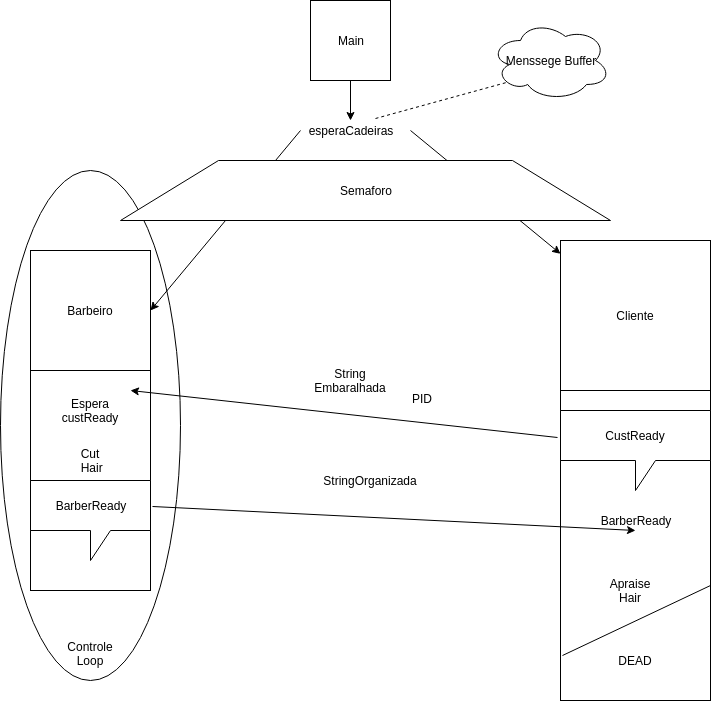 Main
Menssege Buffer
esperaCadeiras
Semaforo
Barbeiro
Cliente
String
Embaralhada
PID
Espera
custReady
CustReady
Cut
Hair
StringOrganizada
BarberReady
BarberReady
Apraise
Hair
Controle
Loop
DEAD